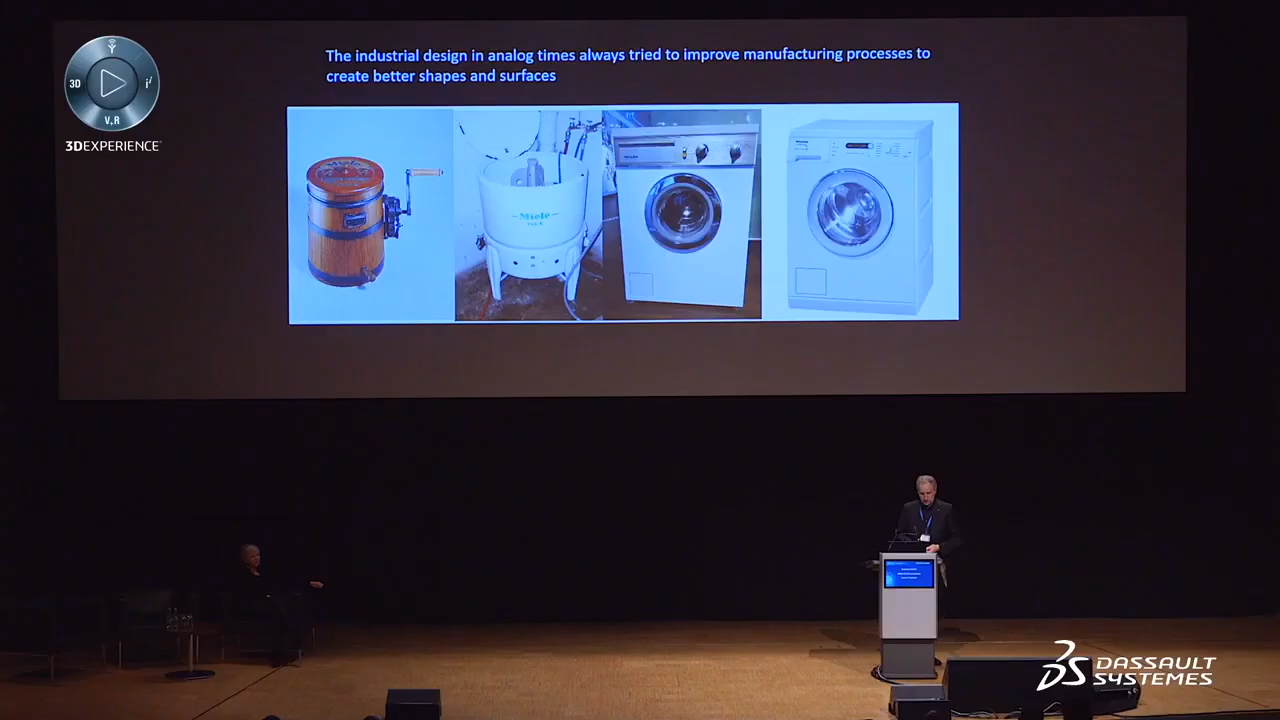 The industrial design in analog times always tried to improve manufacturing processes to
create better shapes and surfaces
3D
i
V,R
3DEXPERIENCE
Miele
Miele
DASSAULT
SYSTEMES